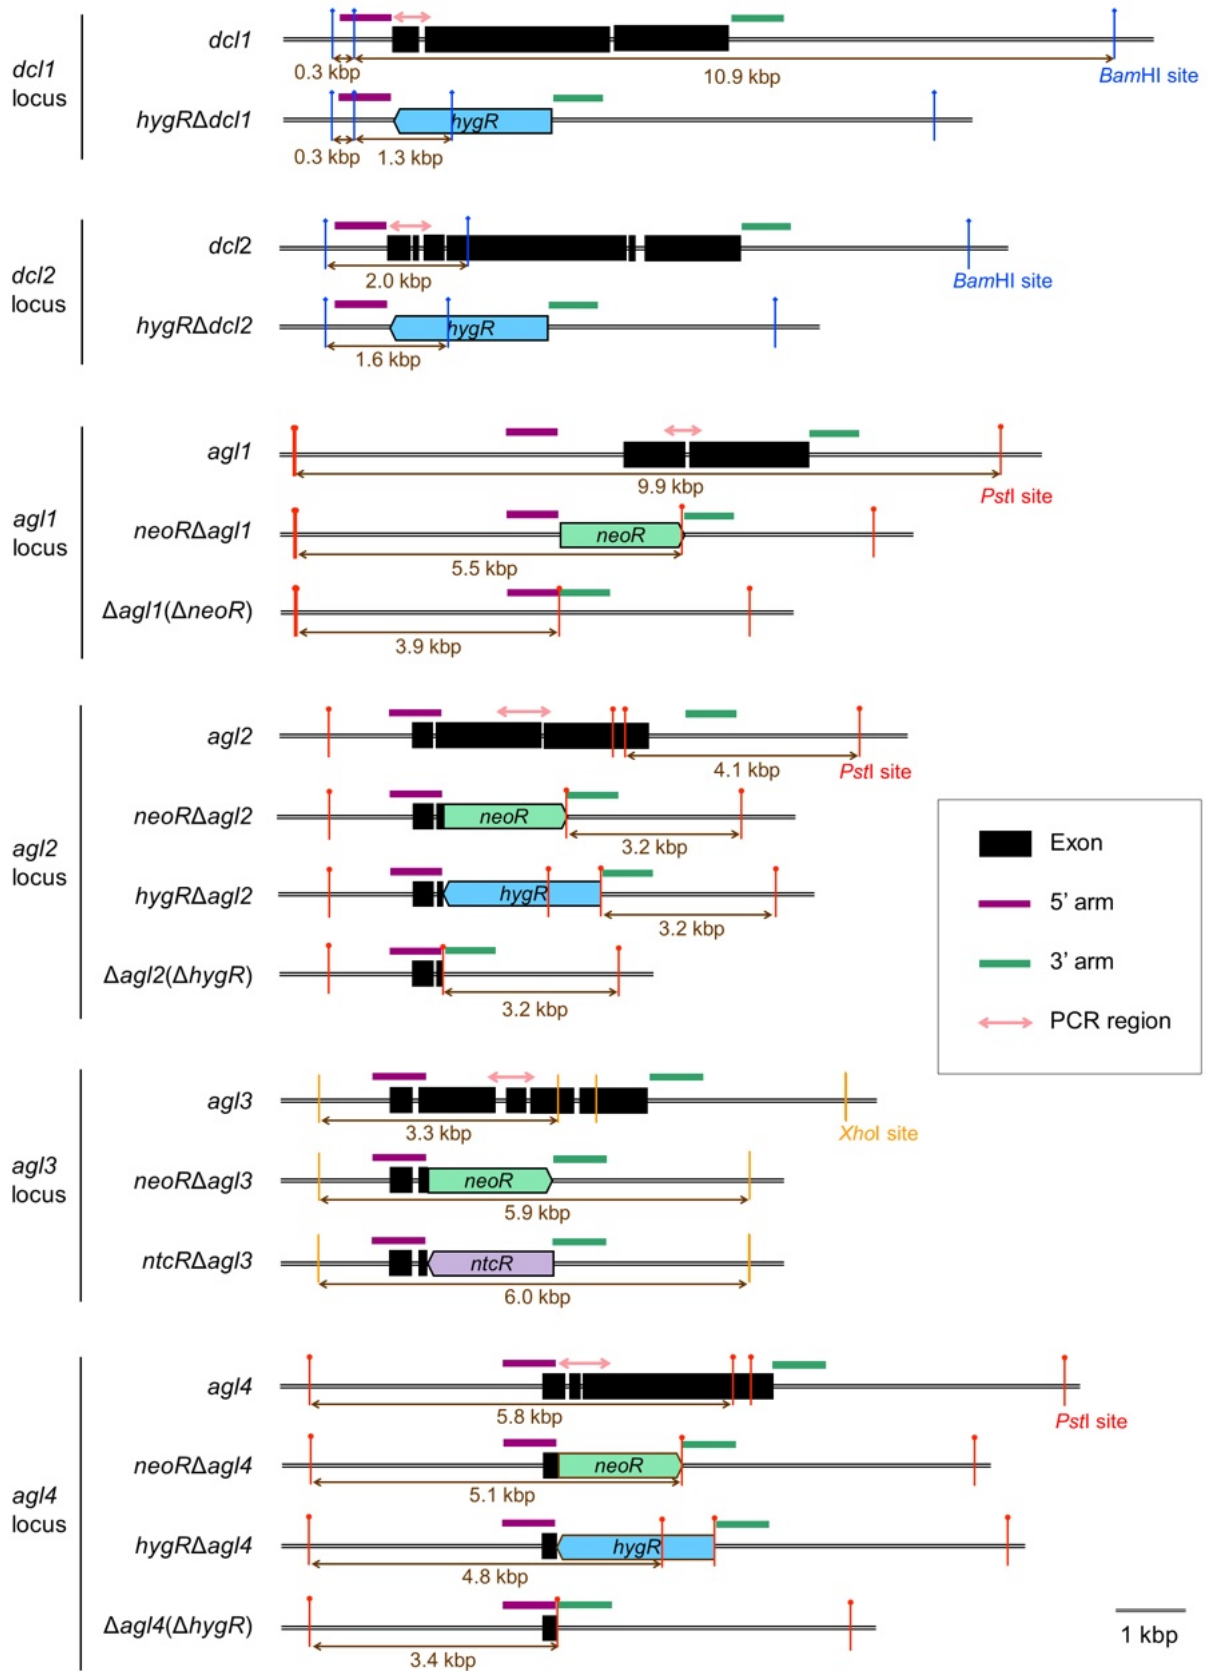 dcl1
locus
dcl1
0.3 kbp
10.9 kbp
BamHI site
hygRΔdcl1
hygR
0.3 kbp
1.3 kbp
dcl2
locus
dcl2
2.0 kbp
BamHI site
hygRΔdcl2
hygR
1.6 kbp
agl1
locus
agl1
9.9 kbp
PstI site
neoRΔagl1
neoR
5.5 kbp
Δagl1(ΔneoR)
3.9 kbp
agl2
locus
agl2
4.1 kbp
PstI site
neoRΔagl2
neoR
3.2 kbp
hygRΔagl2
hygR
3.2 kbp
Δagl2(ΔhygR)
3.2 kbp
Exon
5’ arm
3’ arm
PCR region
agl3
locus
agl3
3.3 kbp
XhoI site
neoRΔagl3
neoR
5.9 kbp
ntcRΔagl3
ntcR
6.0 kbp
agl4
locus
agl4
5.8 kbp
PstI site
neoRΔagl4
neoR
5.1 kbp
hygRΔagl4
hygR
4.8 kbp
Δagl4(ΔhygR)
3.4 kbp
1 kbp